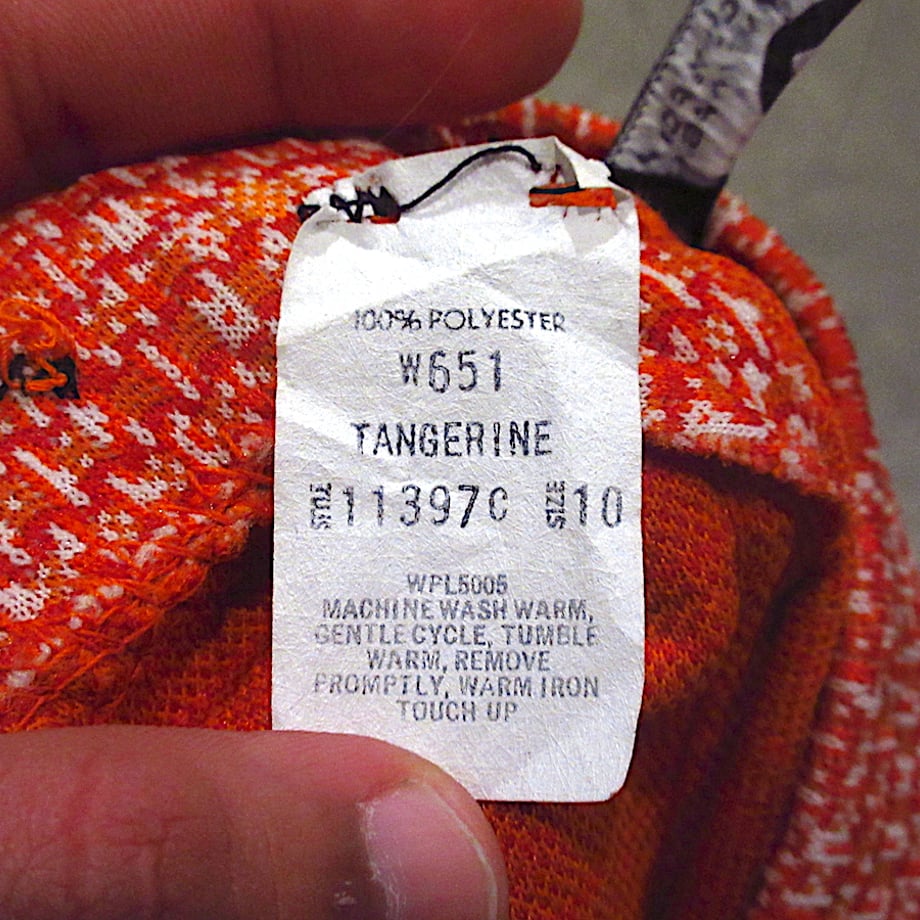 100% POLYESTER
W651
TANGERINE
STYLE 11397C SIZE 10
WPL5005
MACHINE WASH WARM,
GENTLE CYCLE, TUMBLE
WARM, REMOVE
PROMPTLY, WARM IRON
TOUCH UP